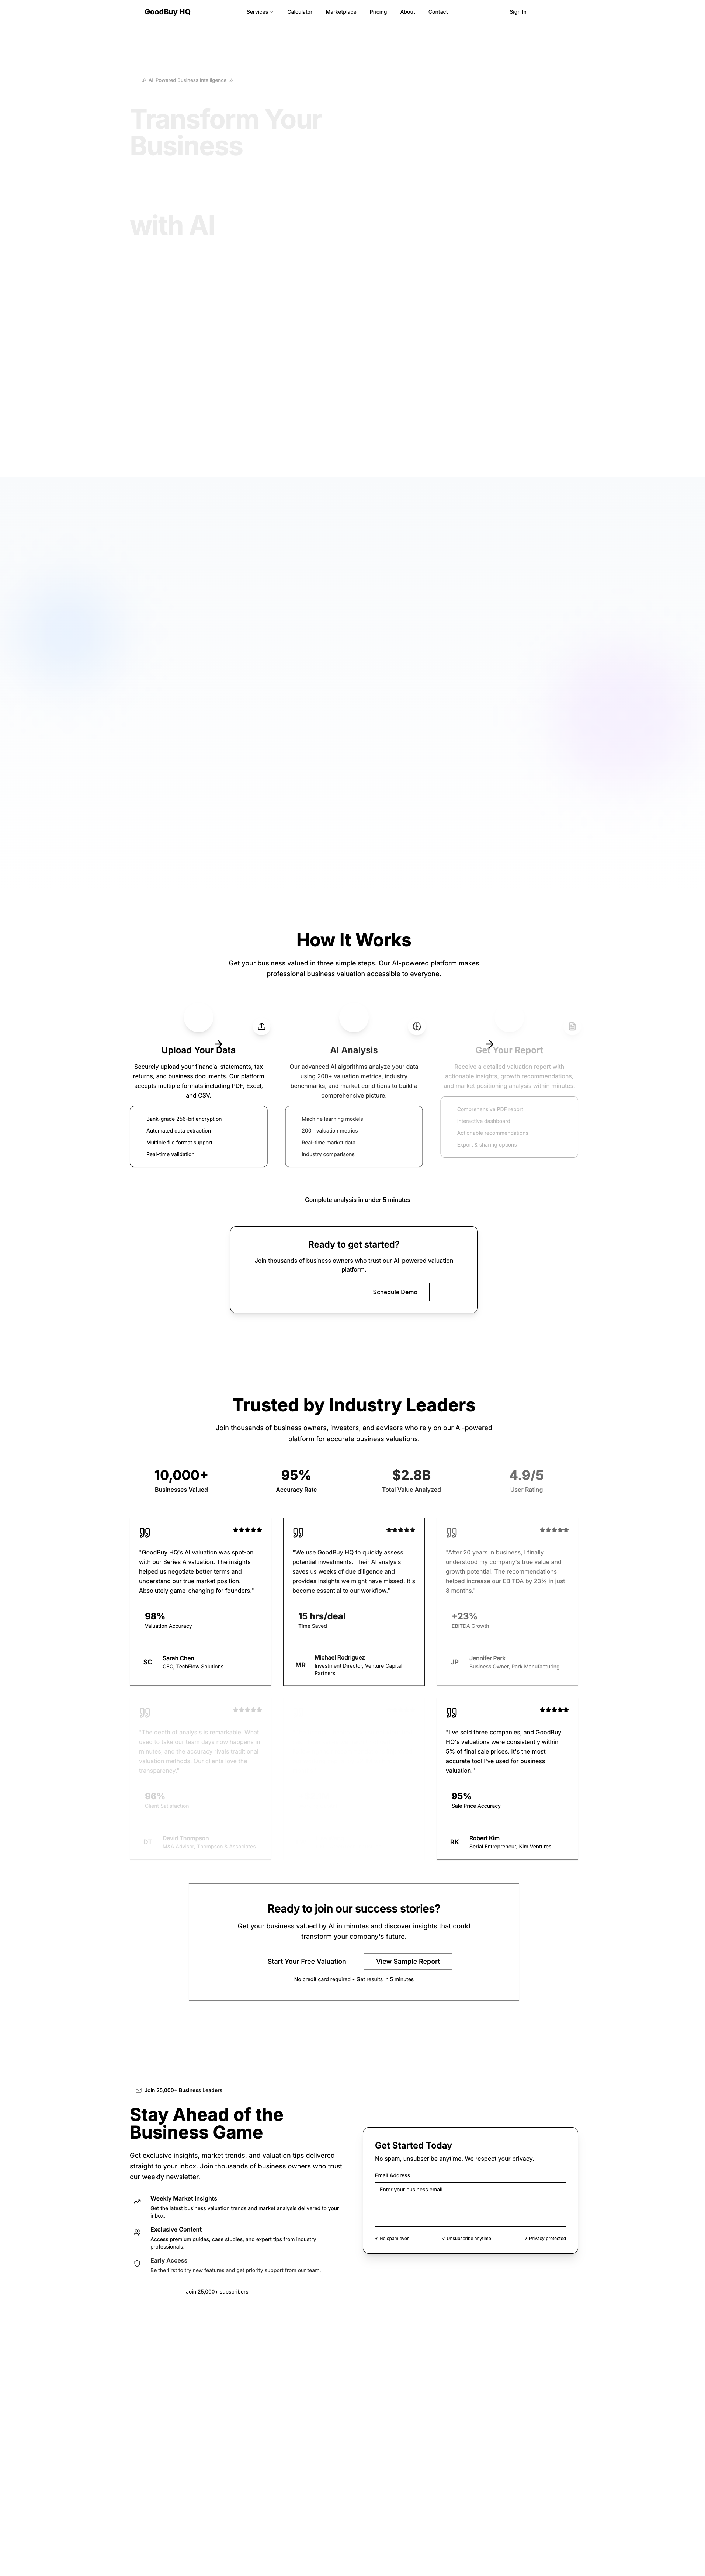 GoodBuy HQ
Services
Calculator
Marketplace
Pricing
About
Contact
Sign In
AI-Powered Business Intelligence
Transform Your
Business
with AI
How It Works
Get your business valued in three simple steps. Our AI-powered platform makes
professional business valuation accessible to everyone.
Upload Your Data
Securely upload your financial statements, tax
returns, and business documents. Our platform
accepts multiple formats including PDF, Excel,
and CSV.
Bank-grade 256-bit encryption
Automated data extraction
Multiple file format support
Real-time validation
AI Analysis
Our advanced AI algorithms analyze your data
using 200+ valuation metrics, industry
benchmarks, and market conditions to build a
comprehensive picture.
Machine learning models
200+ valuation metrics
Real-time market data
Industry comparisons
Get Your Report
Receive a detailed valuation report with
actionable insights, growth recommendations,
and market positioning analysis within minutes.
Comprehensive PDF report
Interactive dashboard
Actionable recommendations
Export & sharing options
Complete analysis in under 5 minutes
Ready to get started?
Join thousands of business owners who trust our AI-powered valuation
platform.
Schedule Demo
Trusted by Industry Leaders
Join thousands of business owners, investors, and advisors who rely on our AI-powered
platform for accurate business valuations.
10,000+
Businesses Valued
95%
Accuracy Rate
$2.8B
Total Value Analyzed
4.9/5
User Rating
"GoodBuy HQ's AI valuation was spot-on
with our Series A valuation. The insights
helped us negotiate better terms and
understand our true market position.
Absolutely game-changing for founders."
98%
Valuation Accuracy
SC
Sarah Chen
CEO, TechFlow Solutions
"We use GoodBuy HQ to quickly assess
potential investments. Their AI analysis
saves us weeks of due diligence and
provides insights we might have missed. It's
become essential to our workflow."
15 hrs/deal
Time Saved
MR
Michael Rodriguez
Investment Director, Venture Capital
Partners
"After 20 years in business, I finally
understood my company's true value and
growth potential. The recommendations
helped increase our EBITDA by 23% in just
8 months."
+23%
EBITDA Growth
JP
Jennifer Park
Business Owner, Park Manufacturing
"The depth of analysis is remarkable. What
used to take our team days now happens in
minutes, and the accuracy rivals traditional
valuation methods. Our clients love the
transparency."
96%
Client Satisfaction
DT
David Thompson
M&A Advisor, Thompson & Associates
"I've sold three companies, and GoodBuy
HQ's valuations were consistently within
5% of final sale prices. It's the most
accurate tool I've used for business
valuation."
95%
Sale Price Accuracy
RK
Robert Kim
Serial Entrepreneur, Kim Ventures
Ready to join our success stories?
Get your business valued by AI in minutes and discover insights that could
transform your company's future.
Start Your Free Valuation
View Sample Report
No credit card required • Get results in 5 minutes
Join 25,000+ Business Leaders
Stay Ahead of the
Business Game
Get exclusive insights, market trends, and valuation tips delivered
straight to your inbox. Join thousands of business owners who trust
our weekly newsletter.
Weekly Market Insights
Get the latest business valuation trends and market analysis delivered to your
inbox.
Exclusive Content
Access premium guides, case studies, and expert tips from industry
professionals.
Early Access
Be the first to try new features and get priority support from our team.
Join 25,000+ subscribers
Get Started Today
No spam, unsubscribe anytime. We respect your privacy.
Email Address
Enter your business email
✓ No spam ever
✓ Unsubscribe anytime
✓ Privacy protected